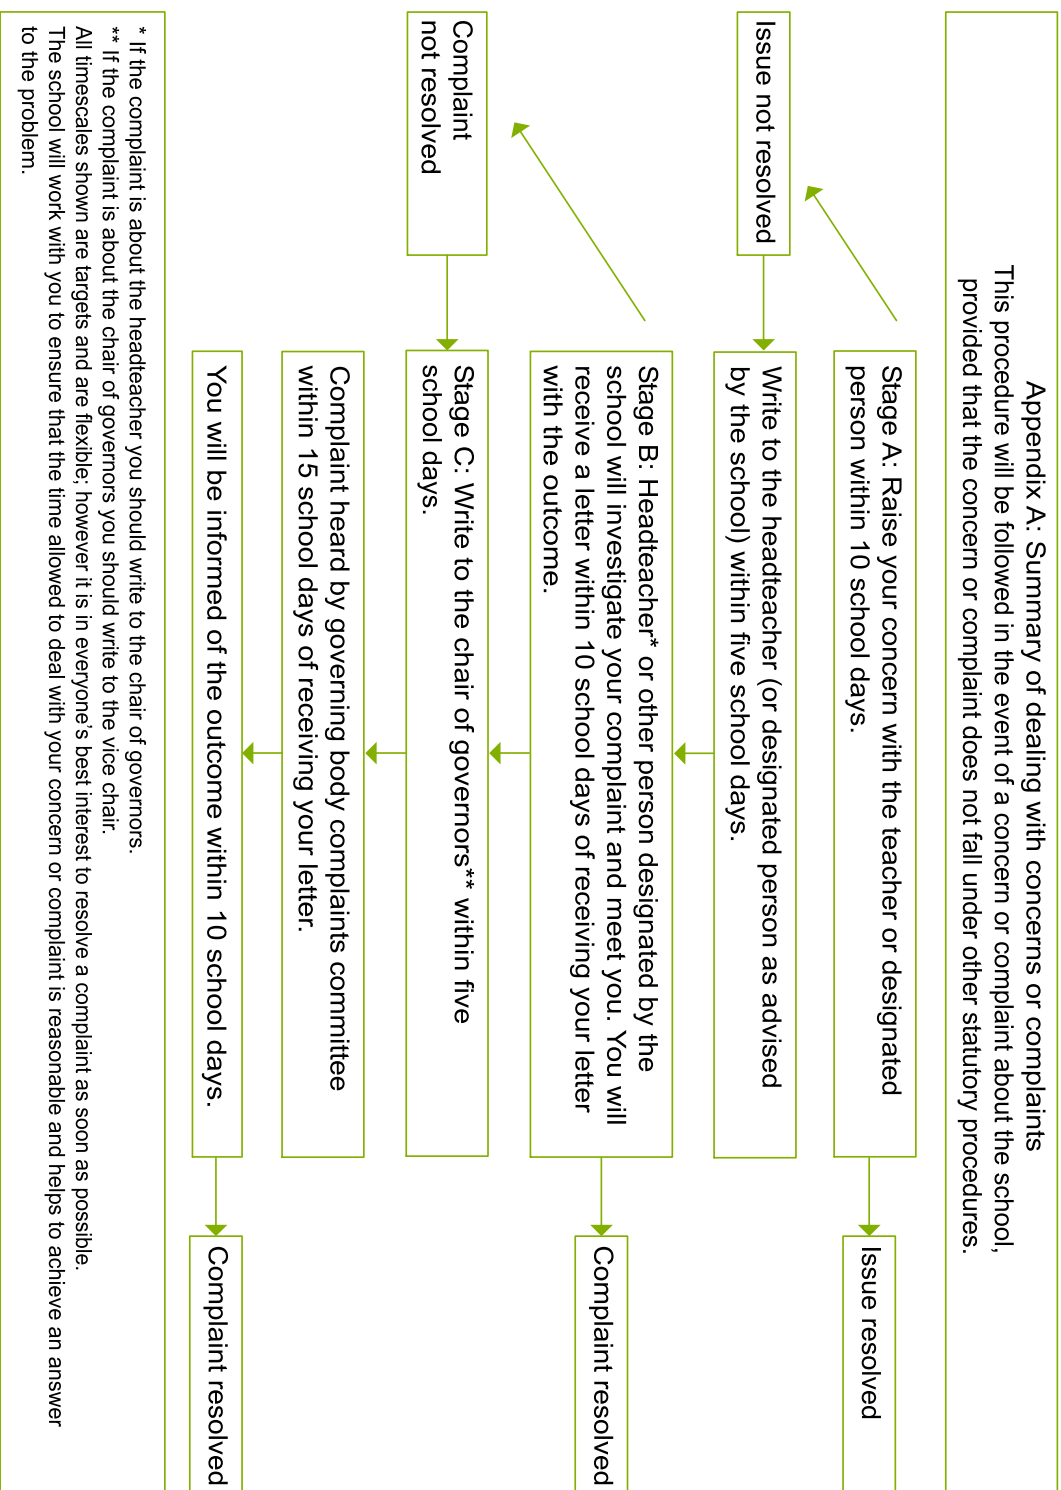 Appendix A: Summary of dealing with concerns or complaints
This procedure will be followed in the event of a concern or complaint about the school,
provided that the concern or complaint does not fall under other statutory procedures.
Stage A: Raise your concern with the teacher or designated
person within 10 school days.
Issue resolved
Issue not resolved
Write to the headteacher (or designated person as advised
by the school) within five school days.
Stage B: Headteacher* or other person designated by the
school will investigate your complaint and meet you. You will
receive a letter within 10 school days of receiving your letter
with the outcome.
Complaint resolved
Complaint
not resolved
Stage C: Write to the chair of governors** within five
school days.
Complaint heard by governing body complaints committee
within 15 school days of receiving your letter.
You will be informed of the outcome within 10 school days.
Complaint resolved
* If the complaint is about the headteacher you should write to the chair of governors.
** If the complaint is about the chair of governors you should write to the vice chair.
All timescales shown are targets and are flexible; however it is in everyone’s best interest to resolve a complaint as soon as possible.
The school will work with you to ensure that the time allowed to deal with your concern or complaint is reasonable and helps to achieve an answer
to the problem.